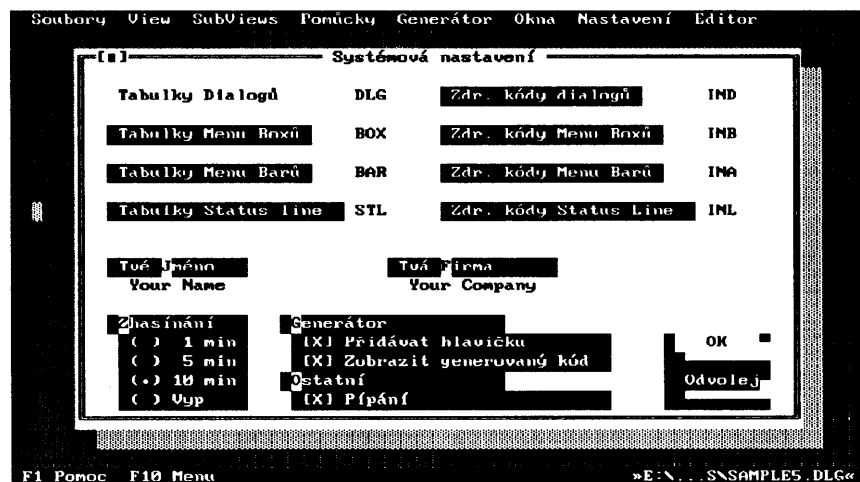 Soubory View SubViews Pomůcky Generátor Okna Nastavení Editor
Systémová nastavení
Tabulky Dialogů DLG Zdr. kódy dialogů IND
Tabulky Menu Boxů BOX Zdr. kódy Menu Boxů INB
Tabulky Menu Barů BAR Zdr. kódy Menu Barů INA
Tabulky Status line STL Zdr. kódy Status Line INL
Tvé Jméno Tvá Firma
Your Name Your Company
Zhasínání Generátor
( ) 1 min [X] Přidávat hlavičku OK
( ) 5 min [X] Zobrazit generovaný kód
(•) 10 min Ostatní Odvolej
( ) Vyp [X] Pípání
F1 Pomoc F10 Menu »E:\...S\SAMPLE5.DLG«